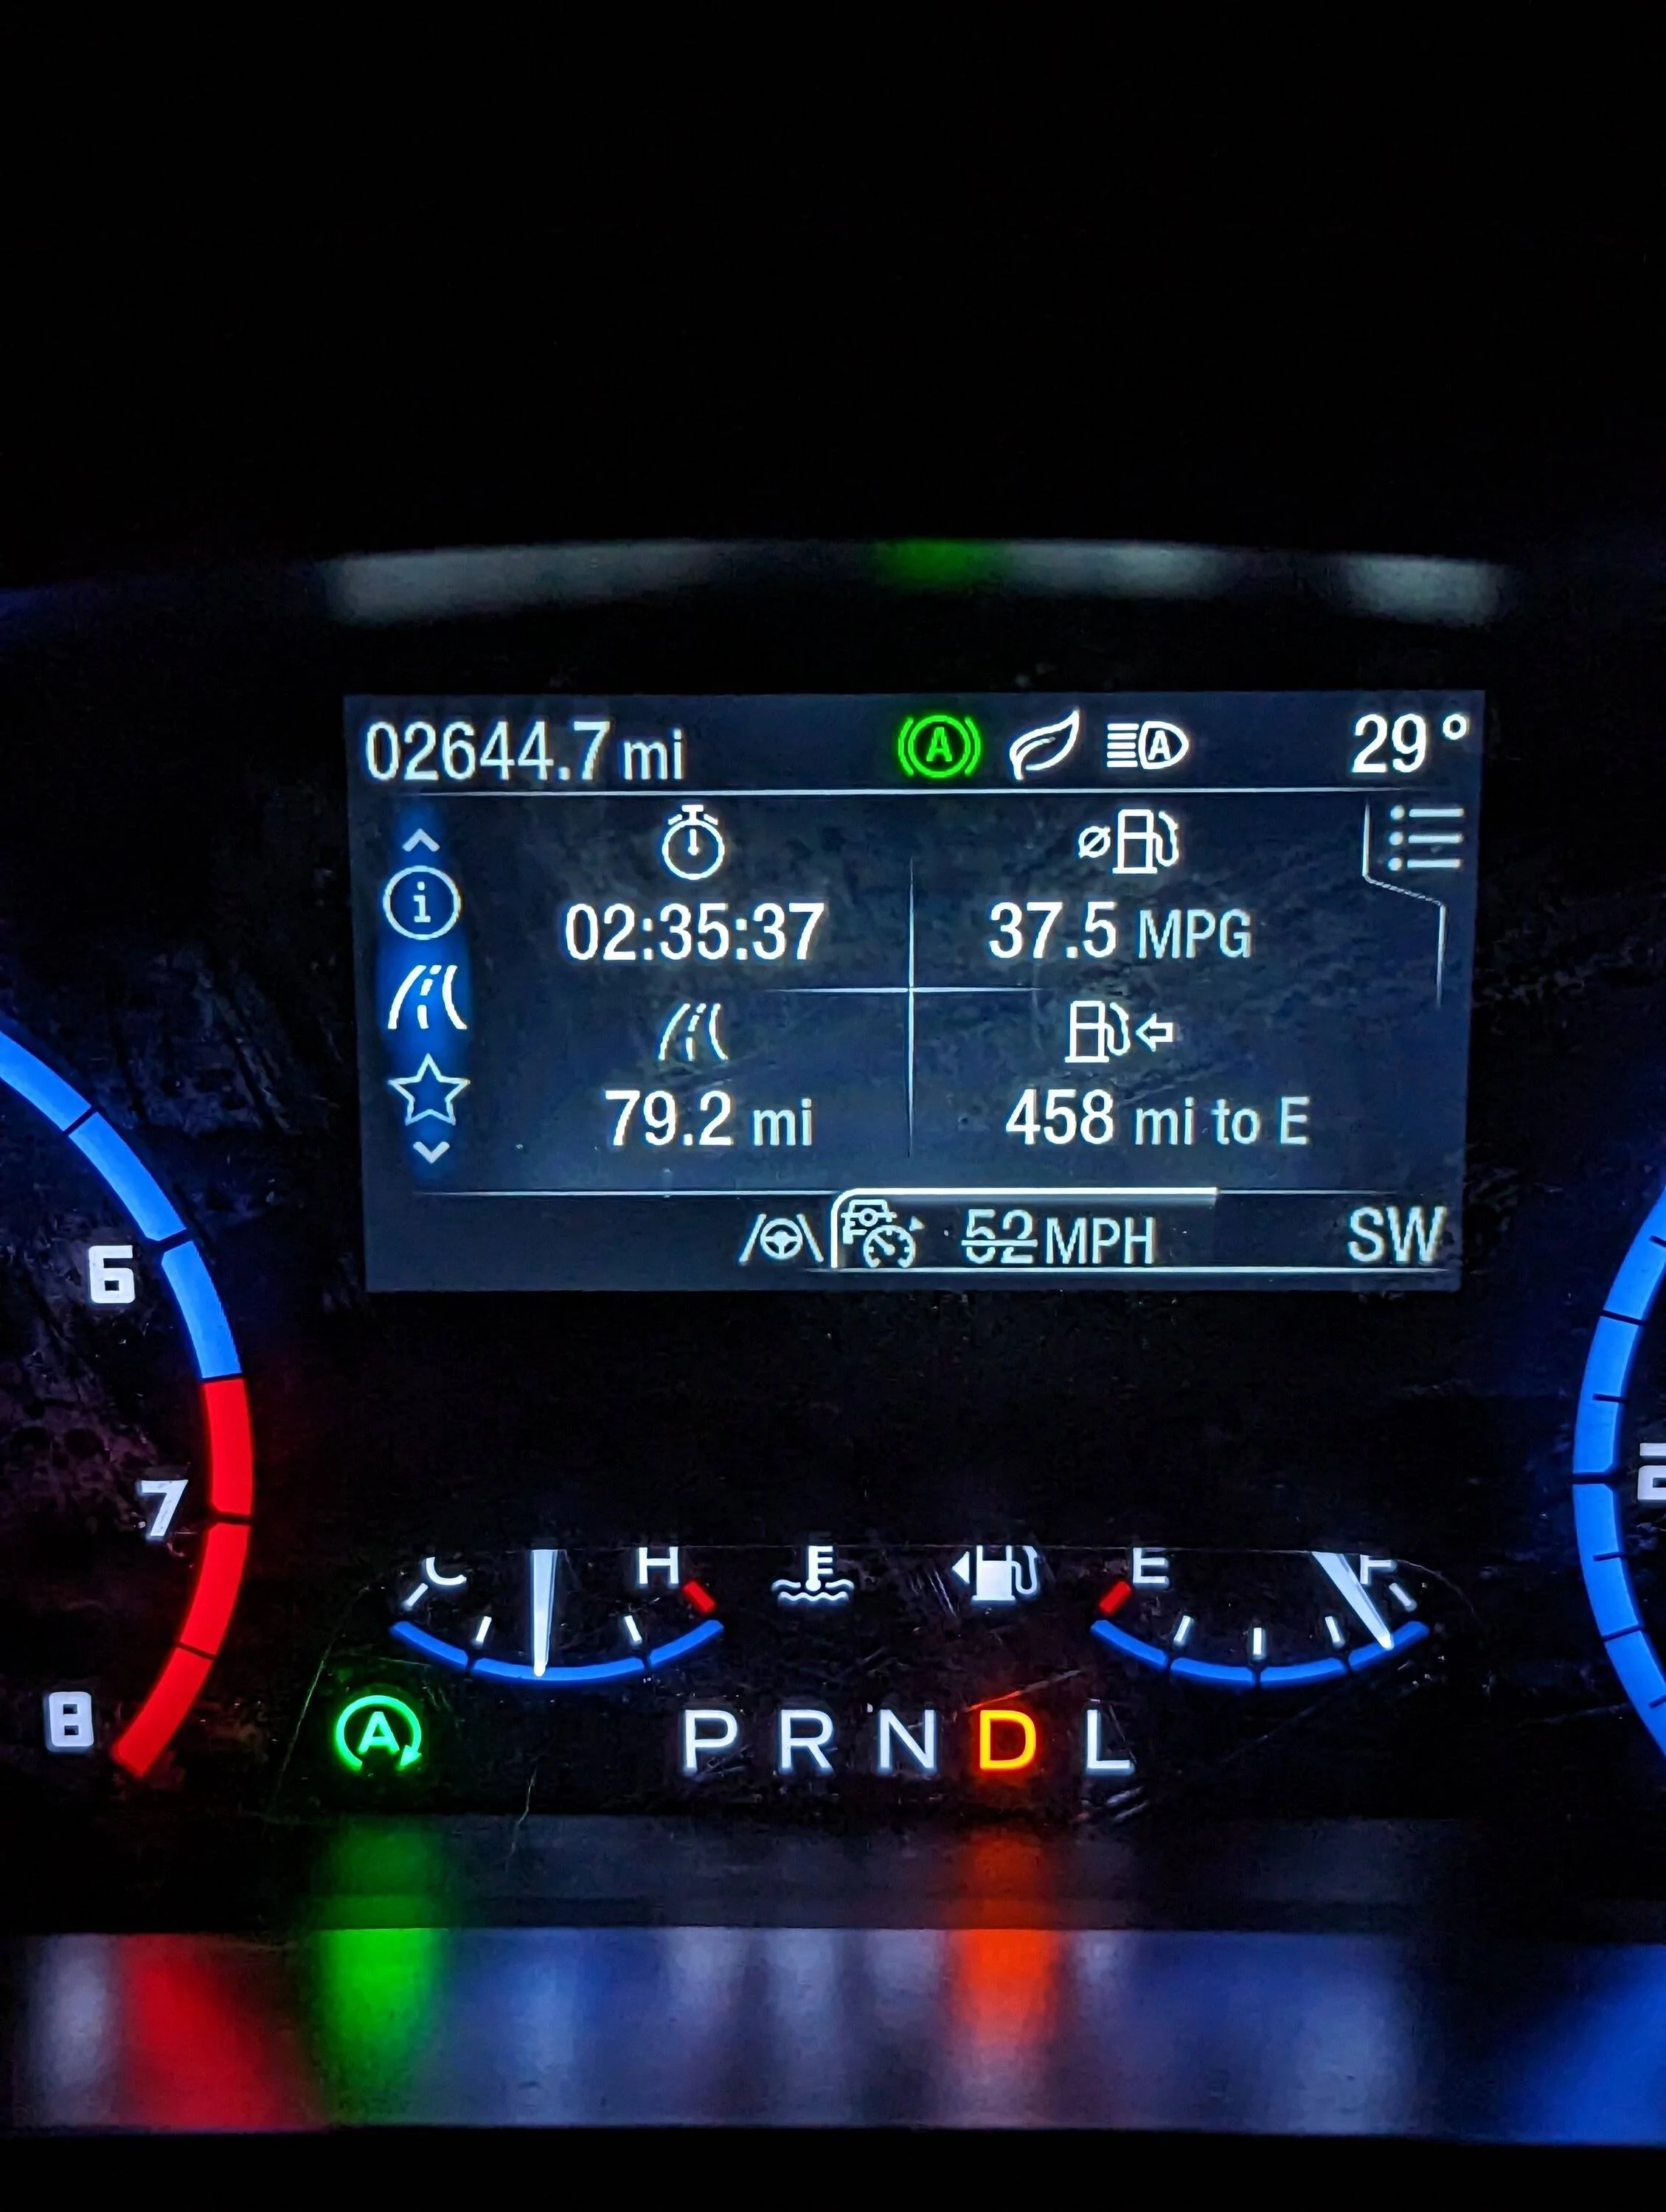 02644.7 mi A A 29°
i
02:35:37 37.5 MPG
79.2 mi 458 mi to E
52 MPH SW
6
7
8
2
C H E F
A P R N D L